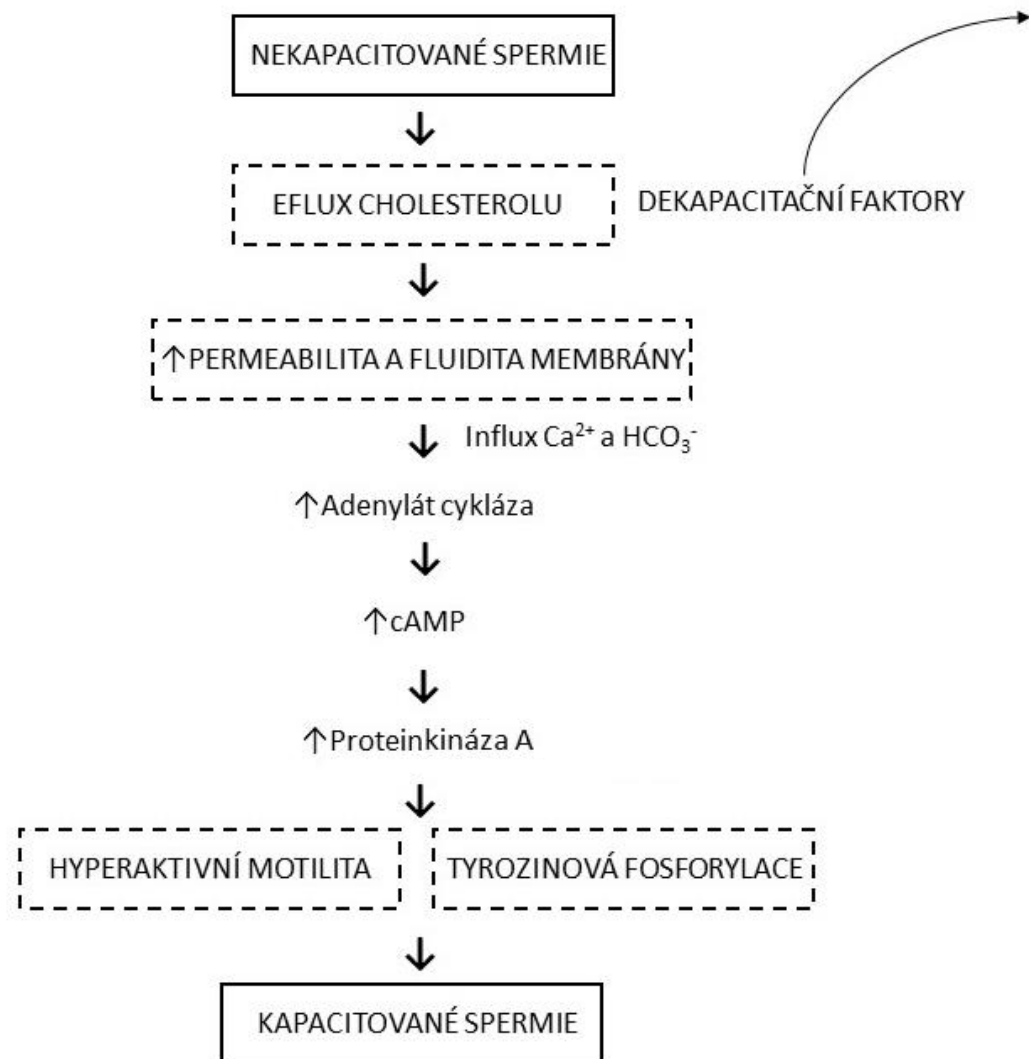 NEKAPACITOVANÉ SPERMIE
EFLUX CHOLESTEROLU
DEKAPACITAČNÍ FAKTORY
↑PERMEABILITA A FLUIDITA MEMBRÁNY
Influx Ca²⁺ a HCO₃⁻
↑Adenylát cykláza
↑cAMP
↑Proteinkináza A
HYPERAKTIVNÍ MOTILITA
TYROZINOVÁ FOSFORYLACE
KAPACITOVANÉ SPERMIE